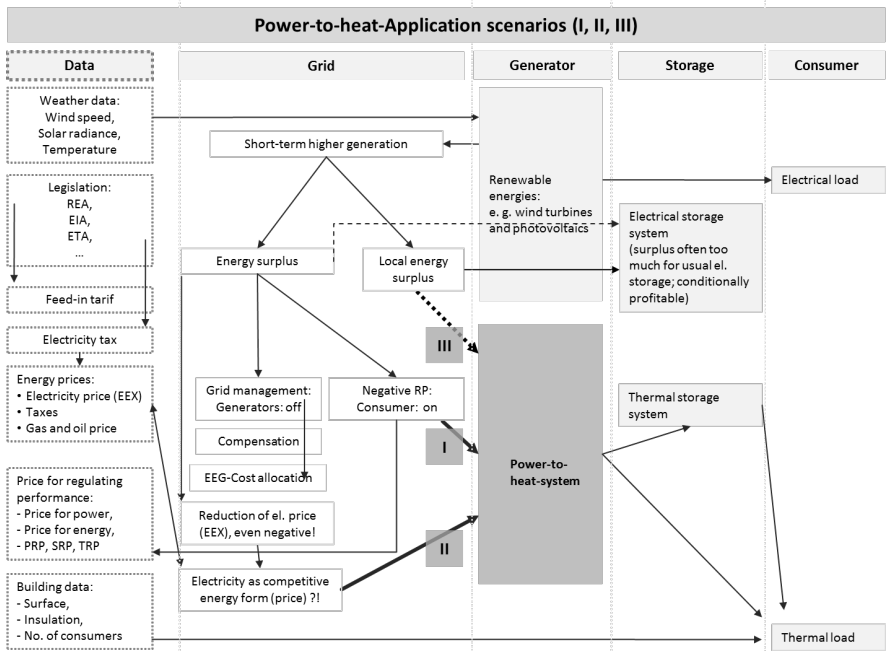 Power-to-heat-Application scenarios (I, II, III)
Data
Grid
Generator
Storage
Consumer
Weather data:
Wind speed,
Solar radiance,
Temperature
Legislation:
REA,
EIA,
ETA,
...
Feed-in tarif
Electricity tax
Energy prices:
• Electricity price (EEX)
• Taxes
• Gas and oil price
Price for regulating
performance:
- Price for power,
- Price for energy,
- PRP, SRP, TRP
Building data:
- Surface,
- Insulation,
- No. of consumers
Short-term higher generation
Energy surplus
Local energy
surplus
III
Grid management:
Generators: off
Negative RP:
Consumer: on
Compensation
I
EEG-Cost allocation
Reduction of el. price
(EEX), even negative!
II
Electricity as competitive
energy form (price) ?!
Renewable
energies:
e. g. wind turbines
and photovoltaics
Power-to-
heat-system
Electrical storage
system
(surplus often too
much for usual el.
storage; conditionally
profitable)
Thermal storage
system
Electrical load
Thermal load